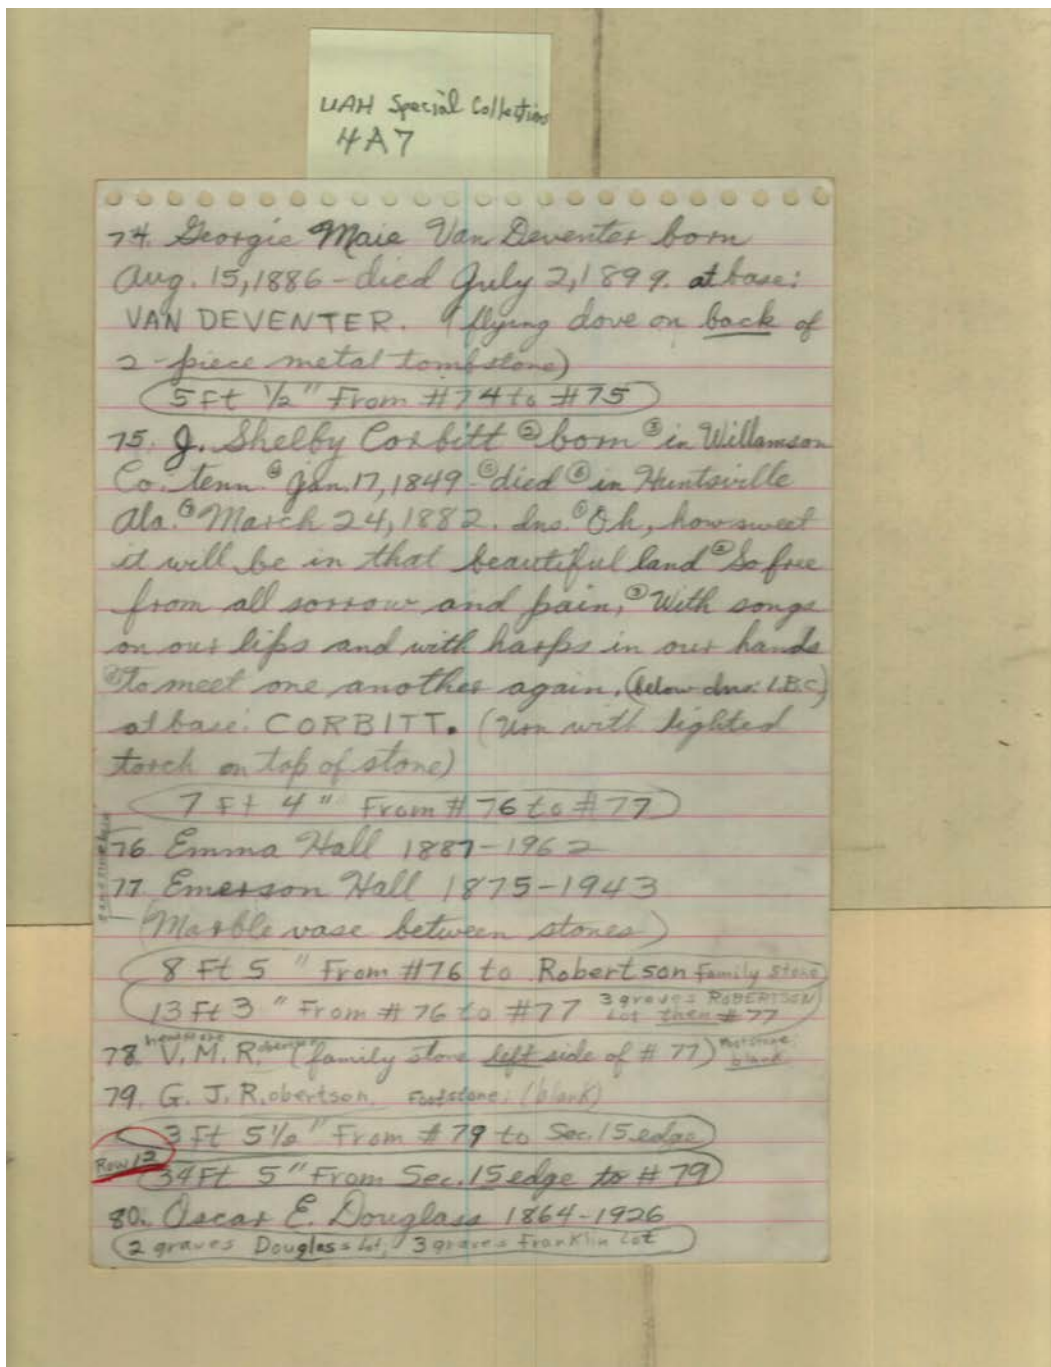 UAH Special Collections
4A7
74. Georgie Maie Van Deventer born
Aug. 15, 1886 - died July 2, 1899. at base:
VAN DEVENTER. (flying dove on back of
2-piece metal tombstone)
5 Ft ½" From #74 to #75
75. J. Shelby Corbitt ② born ③ in Willamson
Co. tenn. ④ Jan. 17, 1849 - ⑤ died ⑥ in Huntsville
Ala. ⑦ March 24, 1882. Ins. ① Oh, how sweet
it will be in that beautiful land ② So free
from all sorrow and pain, ③ With songs
on our lips and with harps in our hands
④ To meet one another again. (below Ins: I.B.C)
at base: CORBITT. (Urn with lighted
torch on top of stone)
7 Ft 4" From #76 to #77
76. Emma Hall 1887-1962
77. Emerson Hall 1875-1943
(Marble vase between stones)
8 Ft 5" From #76 to Robertson family stone
13 Ft 3" From #76 to #77 3 graves ROBERTSON
Lot then #77
78. V. M. Robertson (family stone left side of #77) Footstone: blank
79. G. J. Robertson. Footstone: (blank)
3 Ft 5½" From #79 to Sec. 15 edge
Row 12
34 Ft 5" From Sec. 15 edge to #79
80. Oscar E. Douglass 1864-1926
2 graves Douglass Lot, 3 graves Franklin Lot